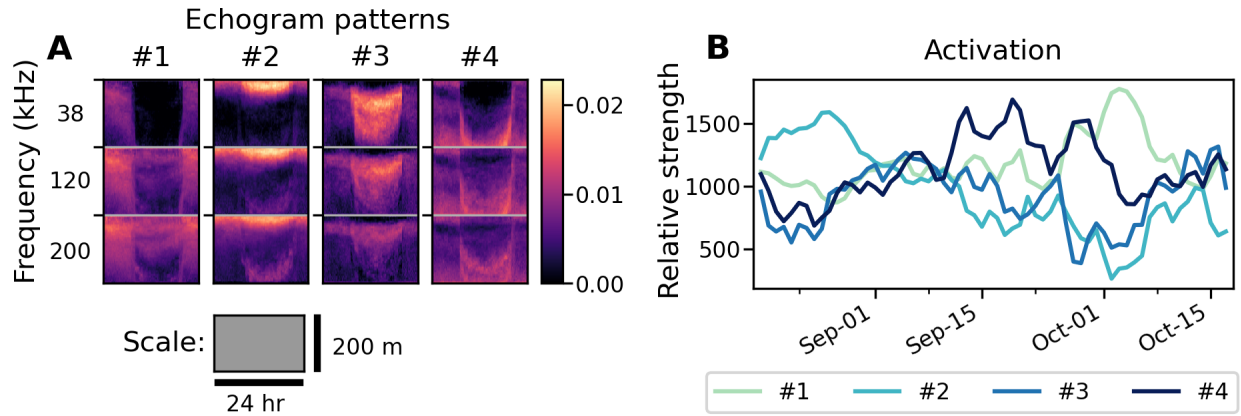 Echogram patterns
A
#1 #2 #3 #4
Frequency (kHz)
38
120
200
0.02
0.01
0.00
Scale:
200 m
24 hr
B
Activation
Relative strength
1500
1000
500
Sep-01
Sep-15
Oct-01
Oct-15
#1 #2 #3 #4